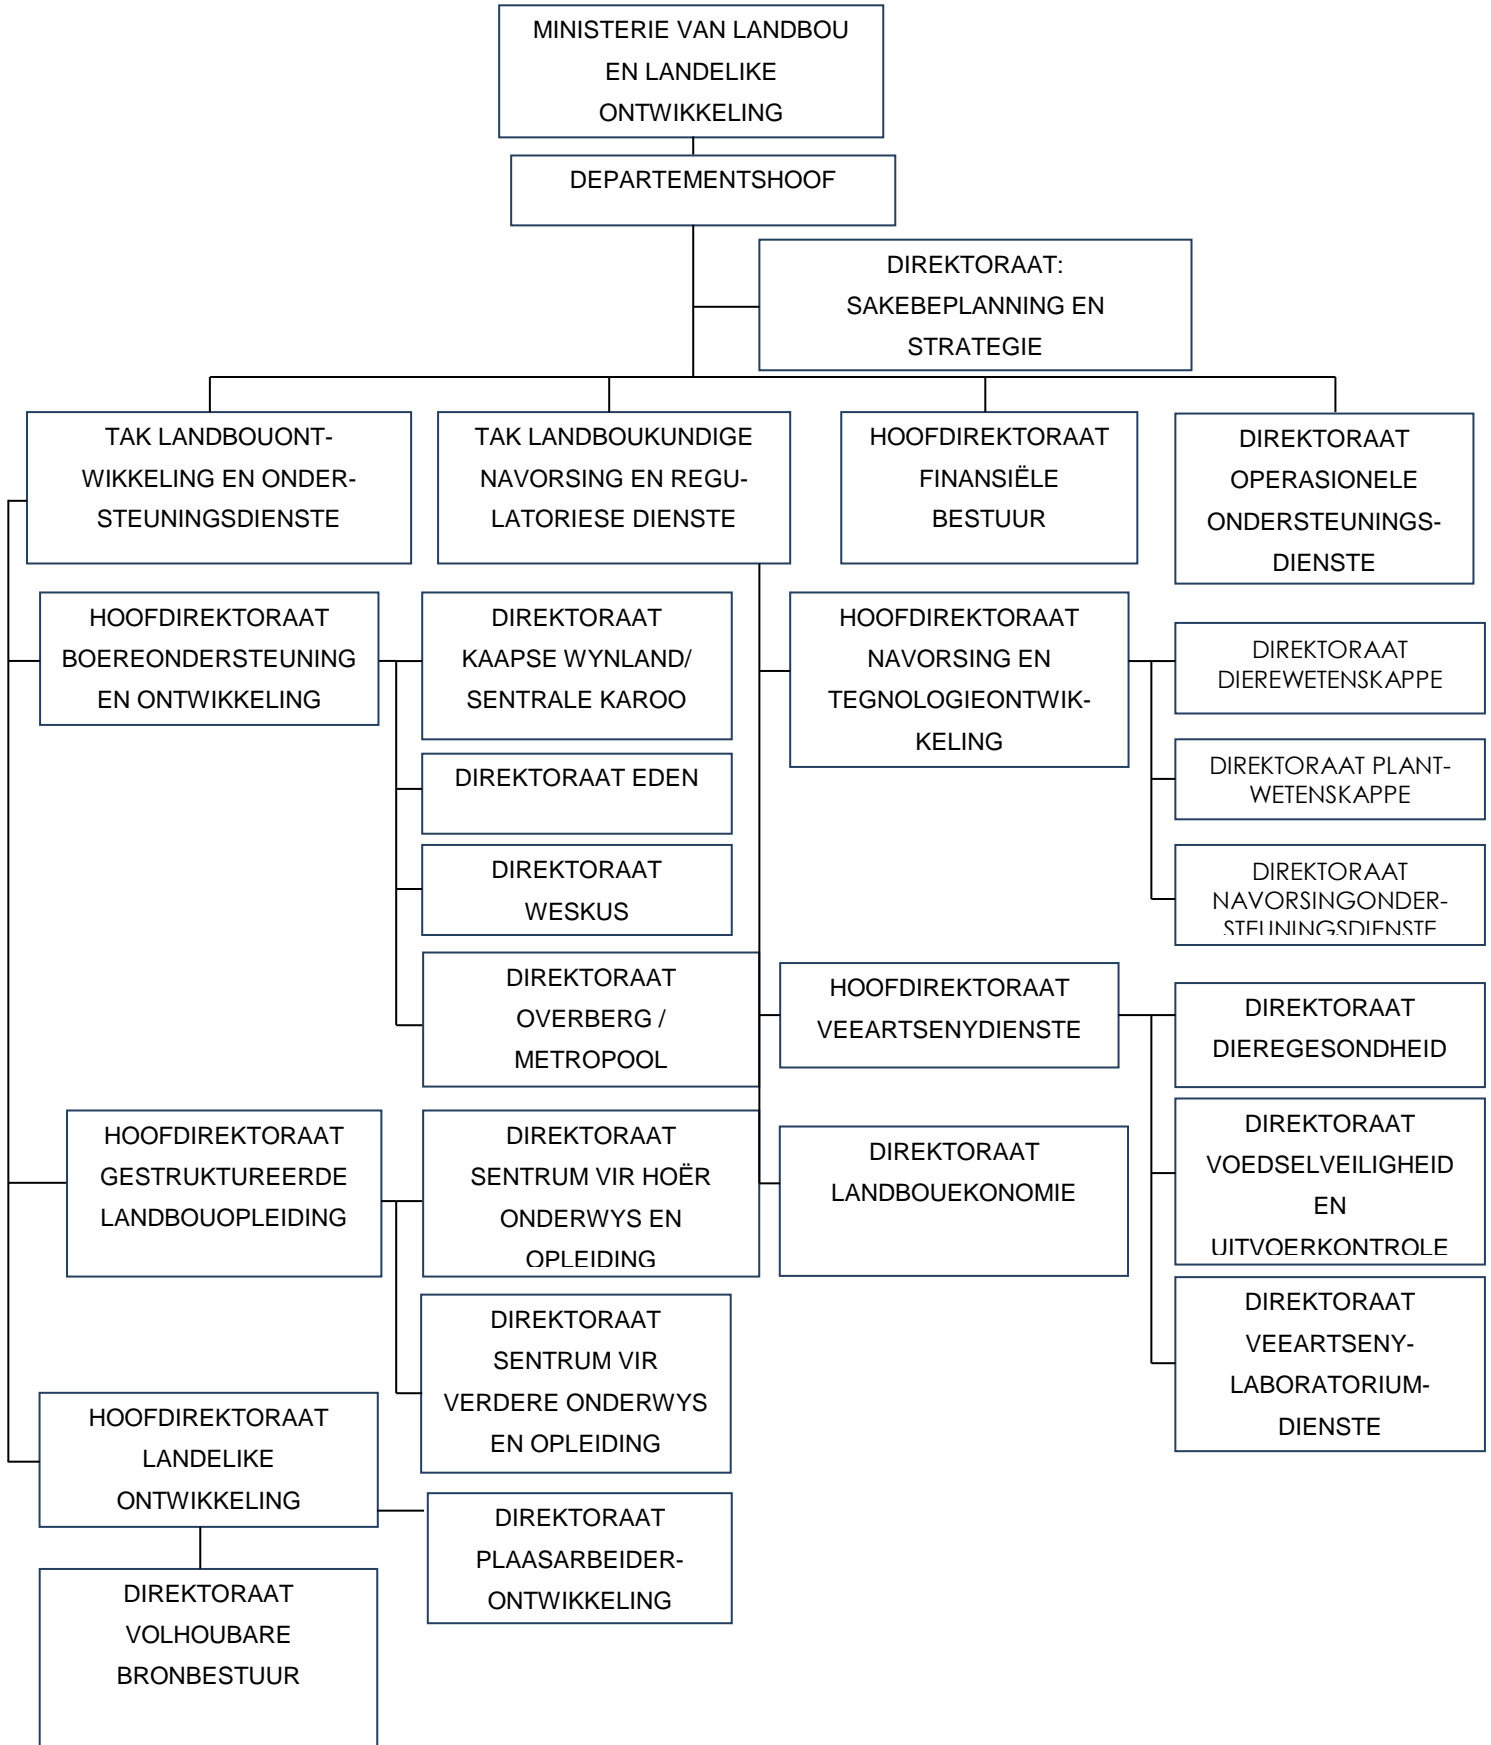 MINISTERIE VAN LANDBOU
EN LANDELIKE
ONTWIKKELING
DEPARTEMENTSHOOF
DIREKTORAAT:
SAKEBEPLANNING EN
STRATEGIE
TAK LANDBOUONT-
WIKKELING EN ONDER-
STEUNINGSDIENSTE
TAK LANDBOUKUNDIGE
NAVORSING EN REGU-
LATORIESE DIENSTE
HOOFDIREKTORAAT
FINANSIËLE
BESTUUR
DIREKTORAAT
OPERASIONELE
ONDERSTEUNINGS-
DIENSTE
HOOFDIREKTORAAT
BOEREONDERSTEUNING
EN ONTWIKKELING
DIREKTORAAT
KAAPSE WYNLAND/
SENTRALE KAROO
DIREKTORAAT EDEN
DIREKTORAAT
WESKUS
DIREKTORAAT
OVERBERG /
METROPOOL
HOOFDIREKTORAAT
NAVORSING EN
TEGNOLOGIEONTWIK-
KELING
DIREKTORAAT
DIEREWETENSKAPPE
DIREKTORAAT PLANT-
WETENSKAPPE
DIREKTORAAT
NAVORSINGONDER-
STEUNINGSDIENSTE
HOOFDIREKTORAAT
VEEARTSENYDIENSTE
DIREKTORAAT
DIEREGESONDHEID
DIREKTORAAT
VOEDSELVEILIGHEID
EN
UITVOERKONTROLE
DIREKTORAAT
VEEARTSENY-
LABORATORIUM-
DIENSTE
HOOFDIREKTORAAT
GESTRUKTUREERDE
LANDBOUOPLEIDING
DIREKTORAAT
SENTRUM VIR HOËR
ONDERWYS EN
OPLEIDING
DIREKTORAAT
LANDBOUEKONOMIE
DIREKTORAAT
SENTRUM VIR
VERDERE ONDERWYS
EN OPLEIDING
HOOFDIREKTORAAT
LANDELIKE
ONTWIKKELING
DIREKTORAAT
PLAASARBEIDER-
ONTWIKKELING
DIREKTORAAT
VOLHOUBARE
BRONBESTUUR